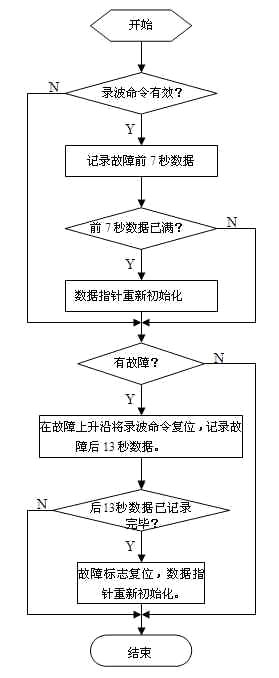 开始
N
录波命令有效?
Y
记录故障前7秒数据
前7秒数据已满?
N
Y
数据指针重新初始化
有故障?
N
Y
在故障上升沿将录波命令复位,记录故
障后13秒数据。
N
后13秒数据已记录
完毕?
Y
故障标志复位,数据指
针重新初始化。
结束